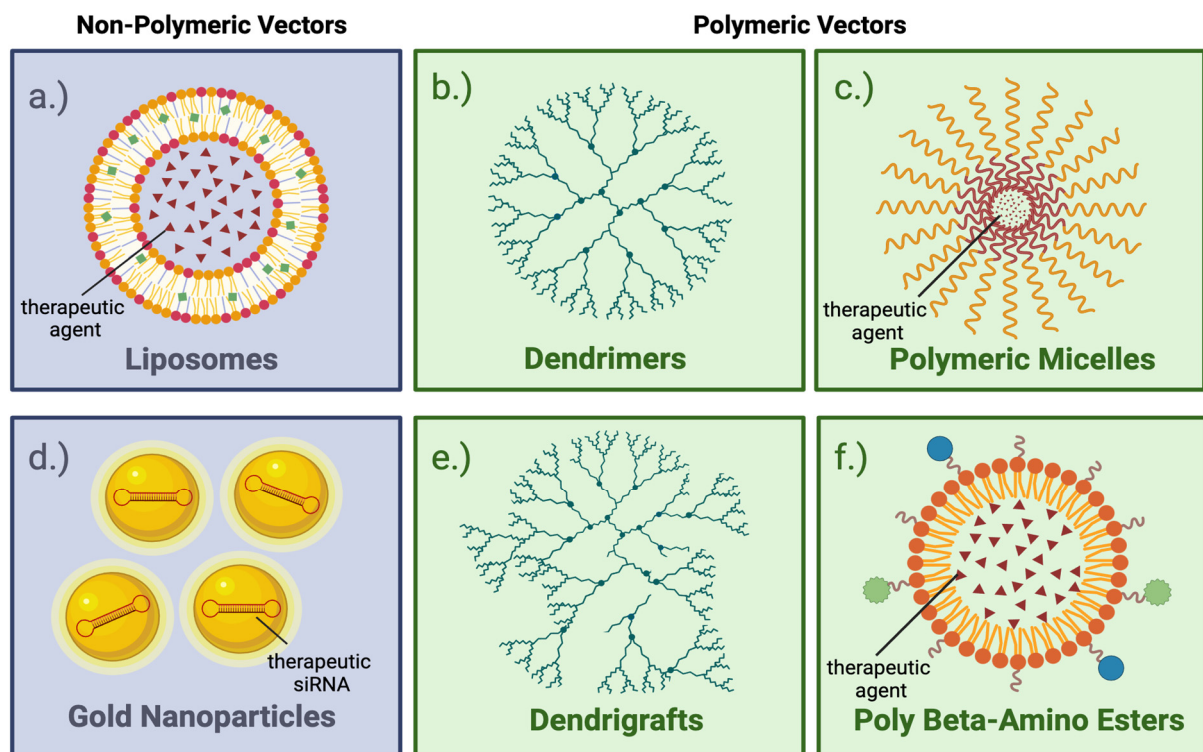 Non-Polymeric Vectors
Polymeric Vectors
a.)
therapeutic
agent
Liposomes
b.)
Dendrimers
c.)
therapeutic
agent
Polymeric Micelles
d.)
therapeutic
siRNA
Gold Nanoparticles
e.)
Dendrigrafts
f.)
therapeutic
agent
Poly Beta-Amino Esters